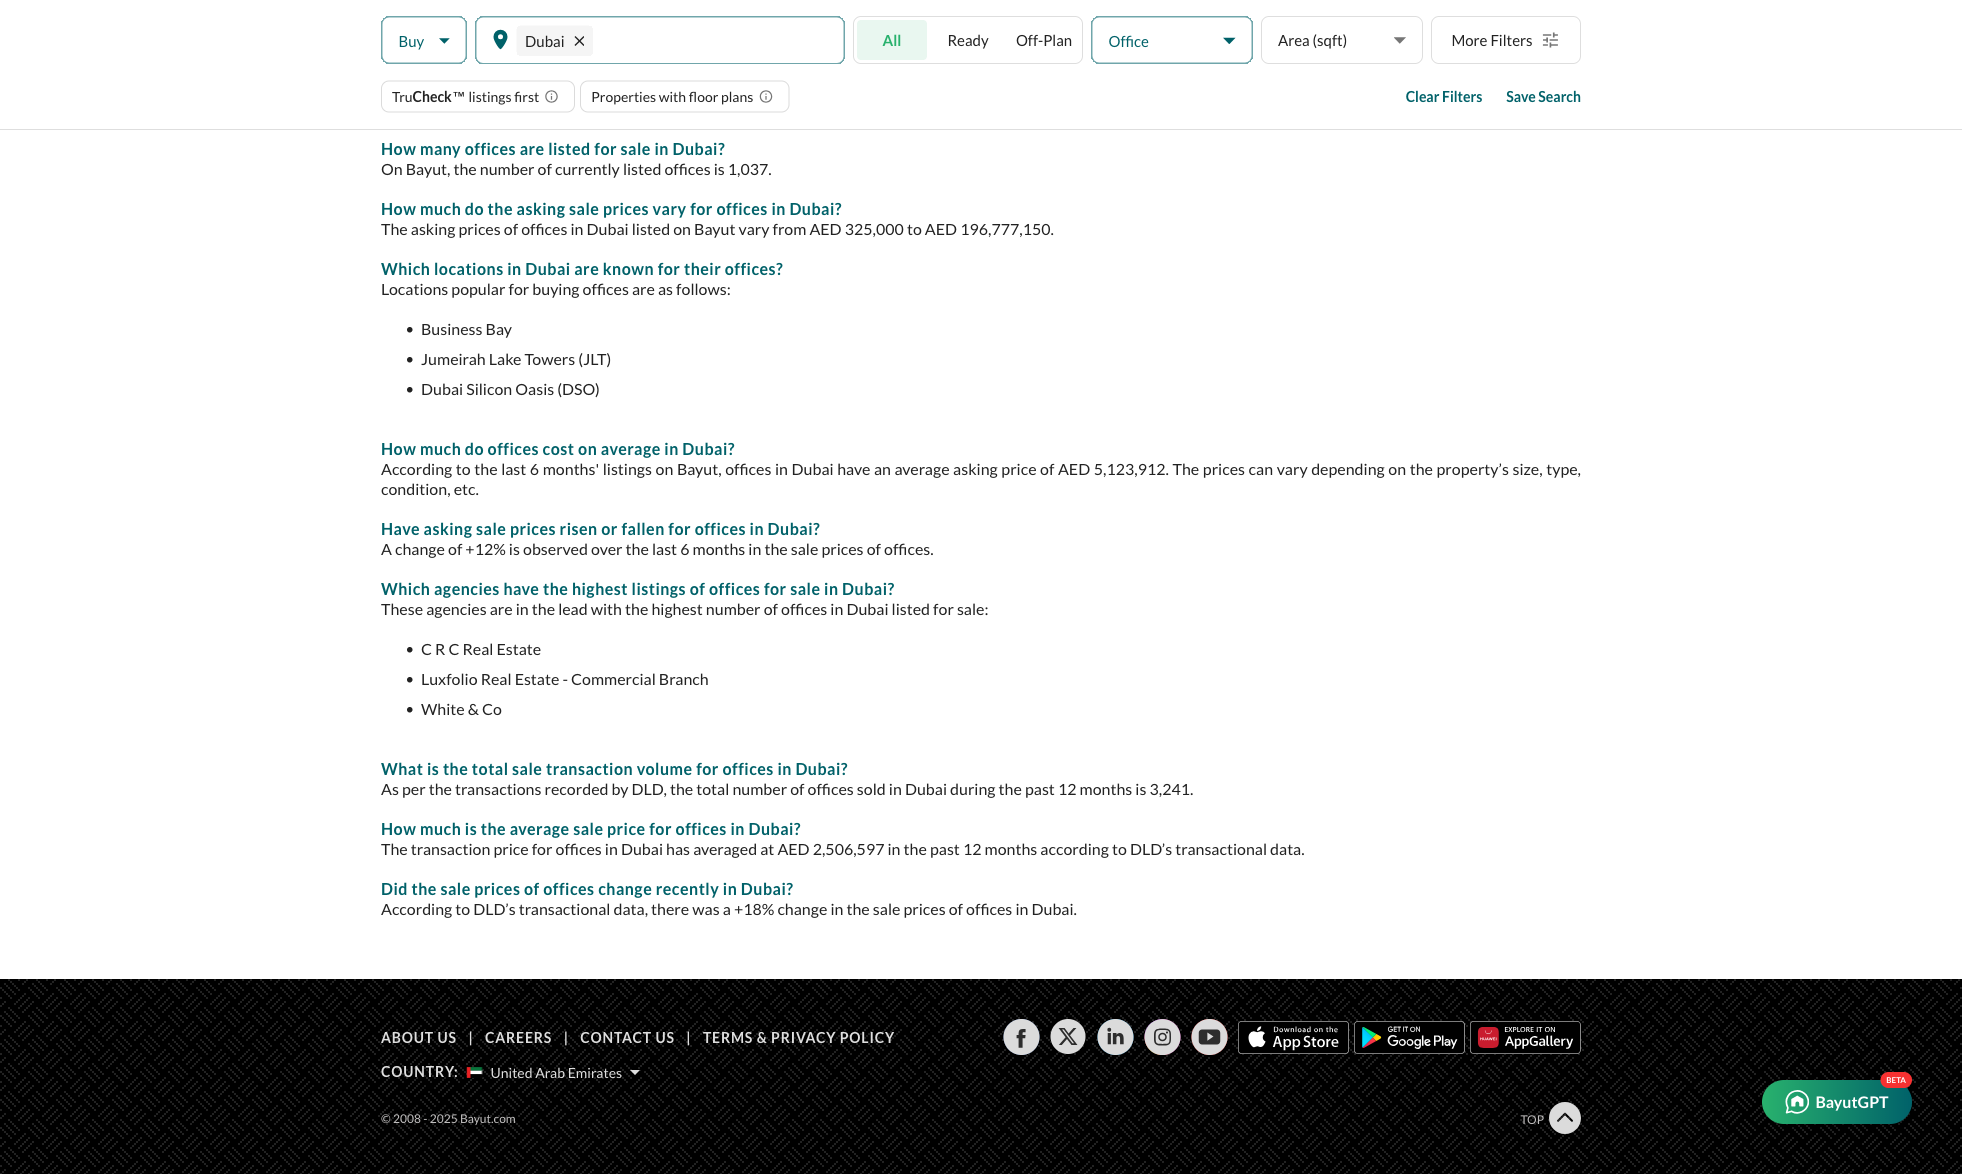 Buy
Dubai
All Ready Off-Plan
Office
Area (sqft)
More Filters
TruCheck™ listings first
Properties with floor plans
Clear Filters Save Search
How many offices are listed for sale in Dubai?
On Bayut, the number of currently listed offices is 1,037.
How much do the asking sale prices vary for offices in Dubai?
The asking prices of offices in Dubai listed on Bayut vary from AED 325,000 to AED 196,777,150.
Which locations in Dubai are known for their offices?
Locations popular for buying offices are as follows:
• Business Bay
• Jumeirah Lake Towers (JLT)
• Dubai Silicon Oasis (DSO)
How much do offices cost on average in Dubai?
According to the last 6 months' listings on Bayut, offices in Dubai have an average asking price of AED 5,123,912. The prices can vary depending on the property’s size, type,
condition, etc.
Have asking sale prices risen or fallen for offices in Dubai?
A change of +12% is observed over the last 6 months in the sale prices of offices.
Which agencies have the highest listings of offices for sale in Dubai?
These agencies are in the lead with the highest number of offices in Dubai listed for sale:
• C R C Real Estate
• Luxfolio Real Estate - Commercial Branch
• White & Co
What is the total sale transaction volume for offices in Dubai?
As per the transactions recorded by DLD, the total number of offices sold in Dubai during the past 12 months is 3,241.
How much is the average sale price for offices in Dubai?
The transaction price for offices in Dubai has averaged at AED 2,506,597 in the past 12 months according to DLD’s transactional data.
Did the sale prices of offices change recently in Dubai?
According to DLD’s transactional data, there was a +18% change in the sale prices of offices in Dubai.
ABOUT US | CAREERS | CONTACT US | TERMS & PRIVACY POLICY
Download on the
App Store
GET IT ON
Google Play
HUAWEI
EXPLORE IT ON
AppGallery
COUNTRY: United Arab Emirates
© 2008 - 2025 Bayut.com
TOP
BETA
BayutGPT